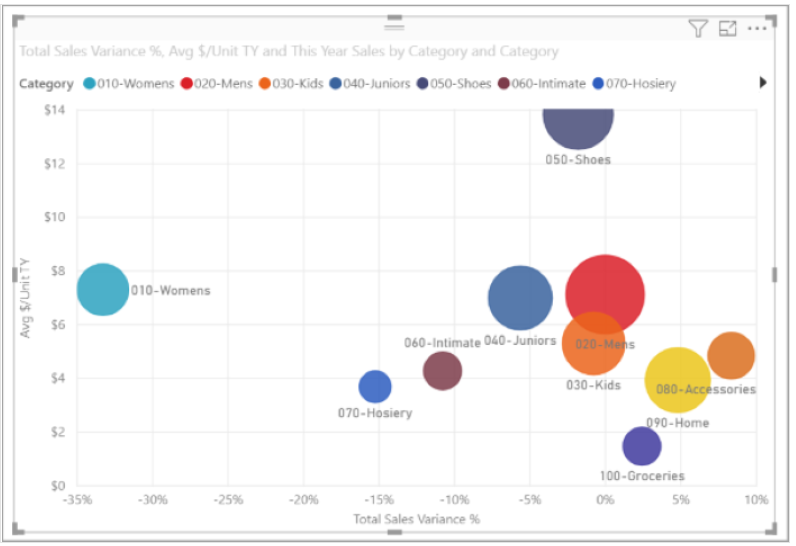 Total Sales Variance %, Avg $/Unit TY and This Year Sales by Category and Category
Category 010-Womens 020-Mens 030-Kids 040-Juniors 050-Shoes 060-Intimate 070-Hosiery
$14
050-Shoes
$12
$10
$8
010-Womens
Avg $/Unit TY
$6
060-Intimate 040-Juniors 020-Mens
030-Kids
$4
080-Accessories
070-Hosiery
090-Home
$2
100-Groceries
$0
-35% -30% -25% -20% -15% -10% -5% 0% 5% 10%
Total Sales Variance %